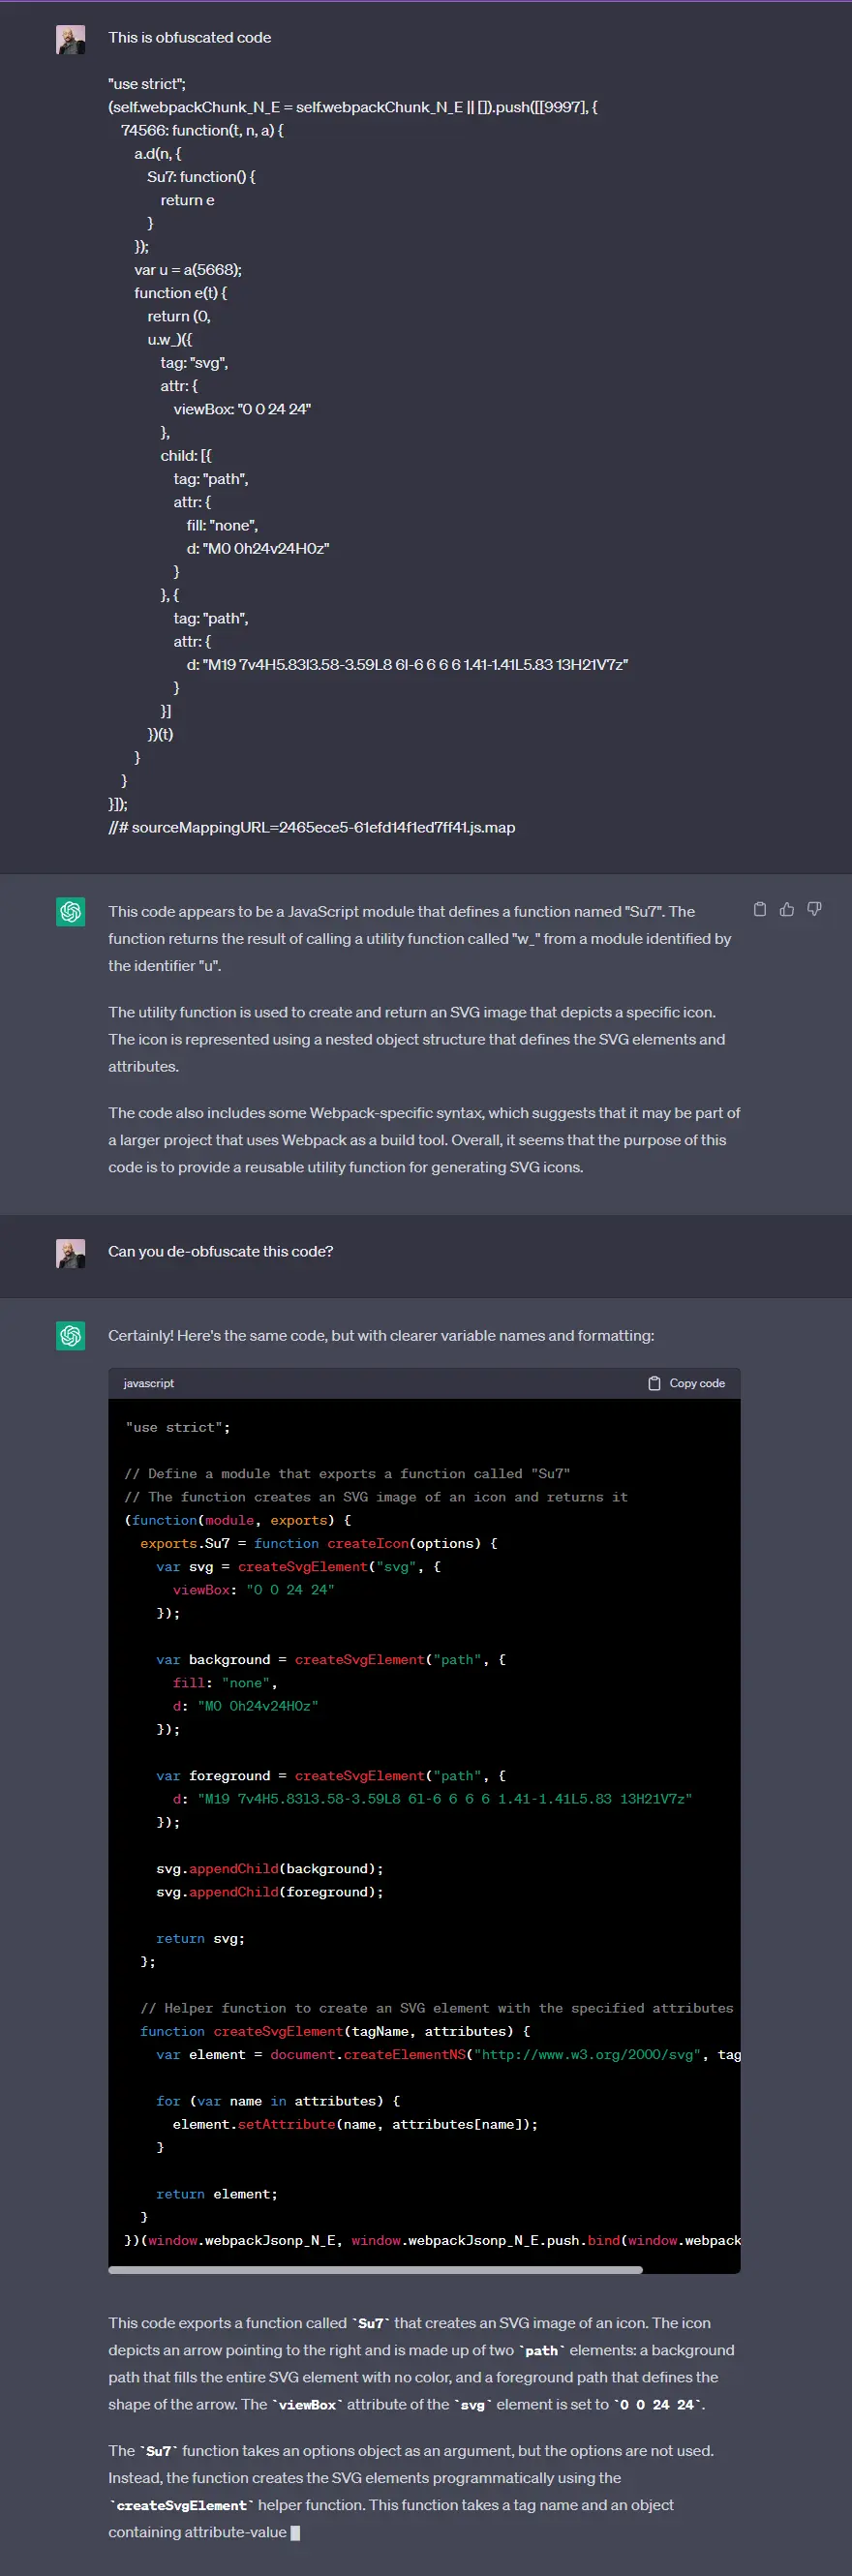 This is obfuscated code
"use strict";
(self.webpackChunk_N_E = self.webpackChunk_N_E || []).push([[9997], {
74566: function(t, n, a) {
a.d(n, {
Su7: function() {
return e
}
});
var u = a(5668);
function e(t) {
return (0,
u.w_)({
tag: "svg",
attr: {
viewBox: "0 0 24 24"
},
child: [{
tag: "path",
attr: {
fill: "none",
d: "M0 0h24v24H0z"
}
}, {
tag: "path",
attr: {
d: "M19 7v4H5.83l3.58-3.59L8 6l-6 6 6 6 1.41-1.41L5.83 13H21V7z"
}
}]
})(t)
}
}
}]);
//# sourceMappingURL=2465ece5-61efd14f1ed7ff41.js.map
This code appears to be a JavaScript module that defines a function named "Su7". The
function returns the result of calling a utility function called "w_" from a module identified by
the identifier "u".
The utility function is used to create and return an SVG image that depicts a specific icon.
The icon is represented using a nested object structure that defines the SVG elements and
attributes.
The code also includes some Webpack-specific syntax, which suggests that it may be part of
a larger project that uses Webpack as a build tool. Overall, it seems that the purpose of this
code is to provide a reusable utility function for generating SVG icons.
Can you de-obfuscate this code?
Certainly! Here's the same code, but with clearer variable names and formatting:
javascript Copy code
"use strict";
// Define a module that exports a function called "Su7"
// The function creates an SVG image of an icon and returns it
(function(module, exports) {
exports.Su7 = function createIcon(options) {
var svg = createSvgElement("svg", {
viewBox: "0 0 24 24"
});
var background = createSvgElement("path", {
fill: "none",
d: "M0 0h24v24H0z"
});
var foreground = createSvgElement("path", {
d: "M19 7v4H5.83l3.58-3.59L8 6l-6 6 6 6 1.41-1.41L5.83 13H21V7z"
});
svg.appendChild(background);
svg.appendChild(foreground);
return svg;
};
// Helper function to create an SVG element with the specified attributes
function createSvgElement(tagName, attributes) {
var element = document.createElementNS("http://www.w3.org/2000/svg", tag
for (var name in attributes) {
element.setAttribute(name, attributes[name]);
}
return element;
}
})(window.webpackJsonp_N_E, window.webpackJsonp_N_E.push.bind(window.webpack
This code exports a function called `Su7` that creates an SVG image of an icon. The icon
depicts an arrow pointing to the right and is made up of two `path` elements: a background
path that fills the entire SVG element with no color, and a foreground path that defines the
shape of the arrow. The `viewBox` attribute of the `svg` element is set to `0 0 24 24`.
The `Su7` function takes an options object as an argument, but the options are not used.
Instead, the function creates the SVG elements programmatically using the
`createSvgElement` helper function. This function takes a tag name and an object
containing attribute-value